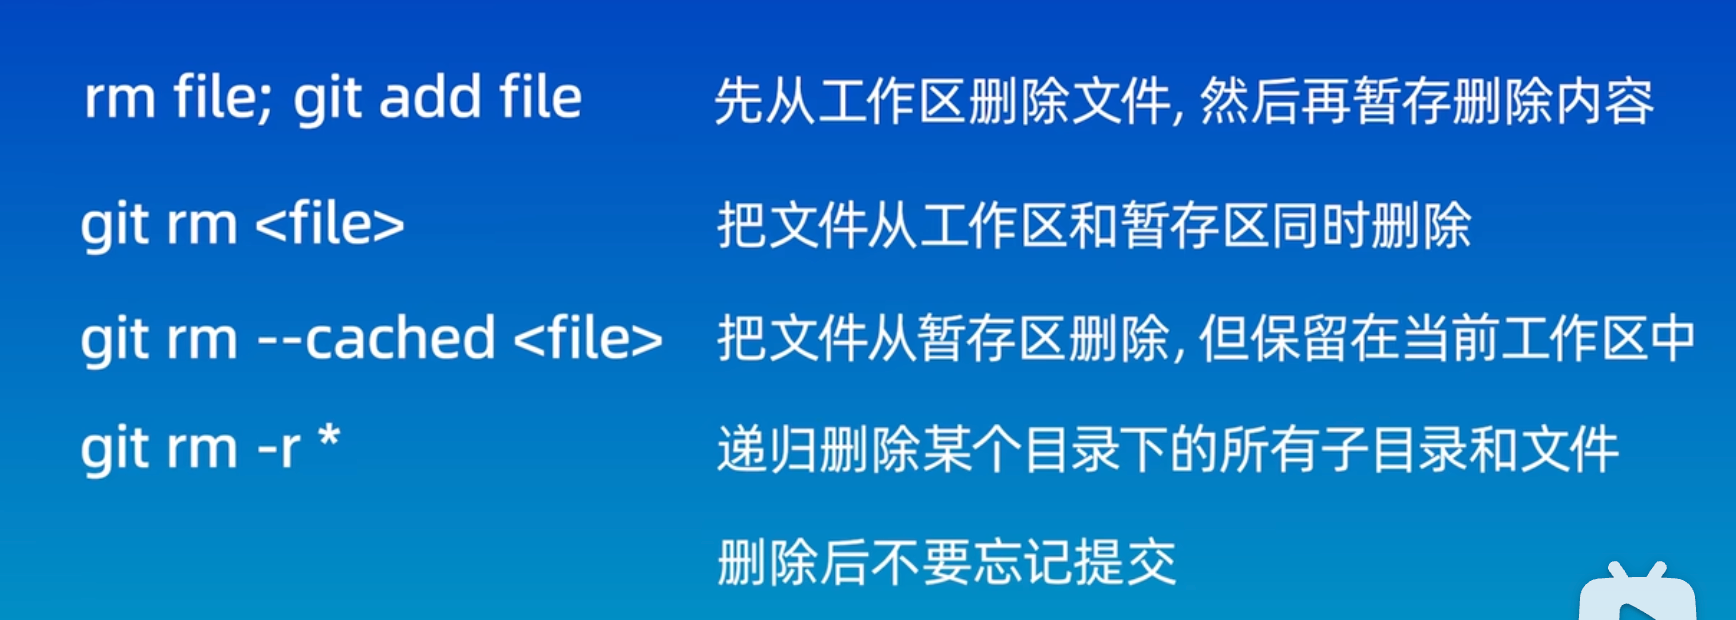 rm file; git add file 先从工作区删除文件, 然后再暂存删除内容
git rm <file> 把文件从工作区和暂存区同时删除
git rm --cached <file> 把文件从暂存区删除, 但保留在当前工作区中
git rm -r * 递归删除某个目录下的所有子目录和文件
删除后不要忘记提交